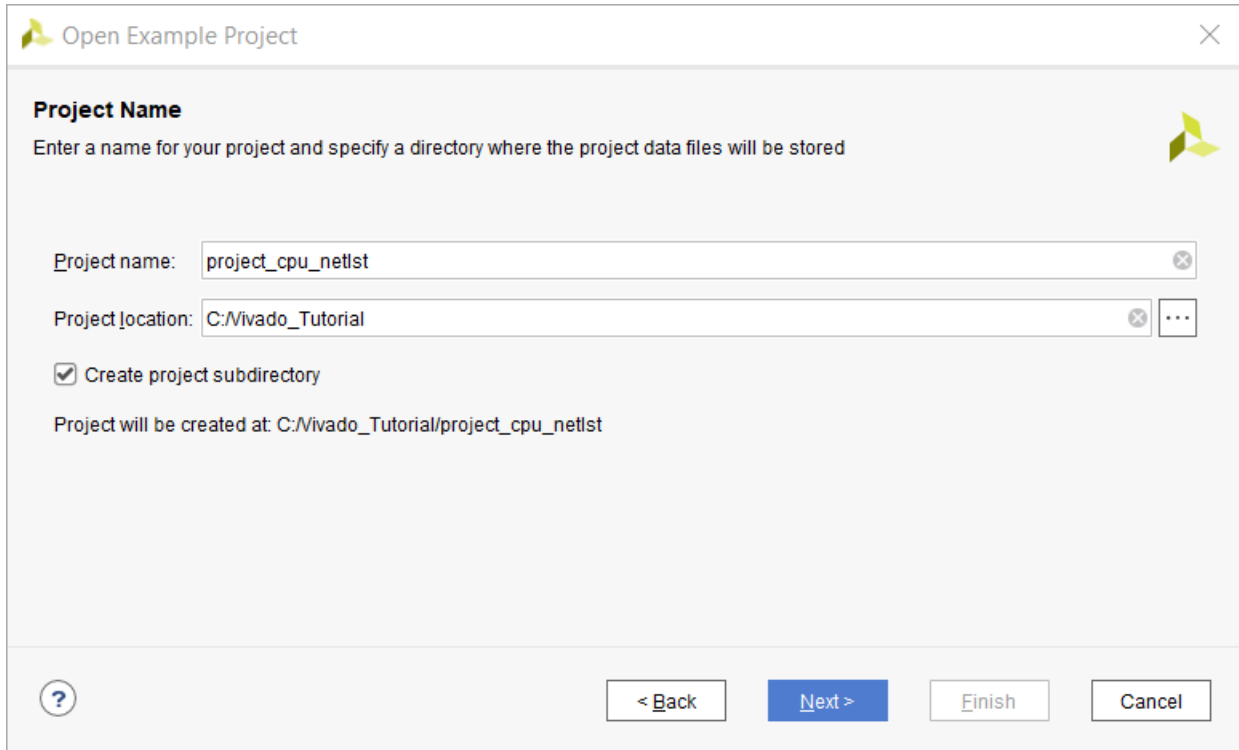 Open Example Project
Project Name
Enter a name for your project and specify a directory where the project data files will be stored
Project name: project_cpu_netlst
Project location: C:/Vivado_Tutorial ...
Create project subdirectory
Project will be created at: C:/Vivado_Tutorial/project_cpu_netlst
? < Back Next > Finish Cancel